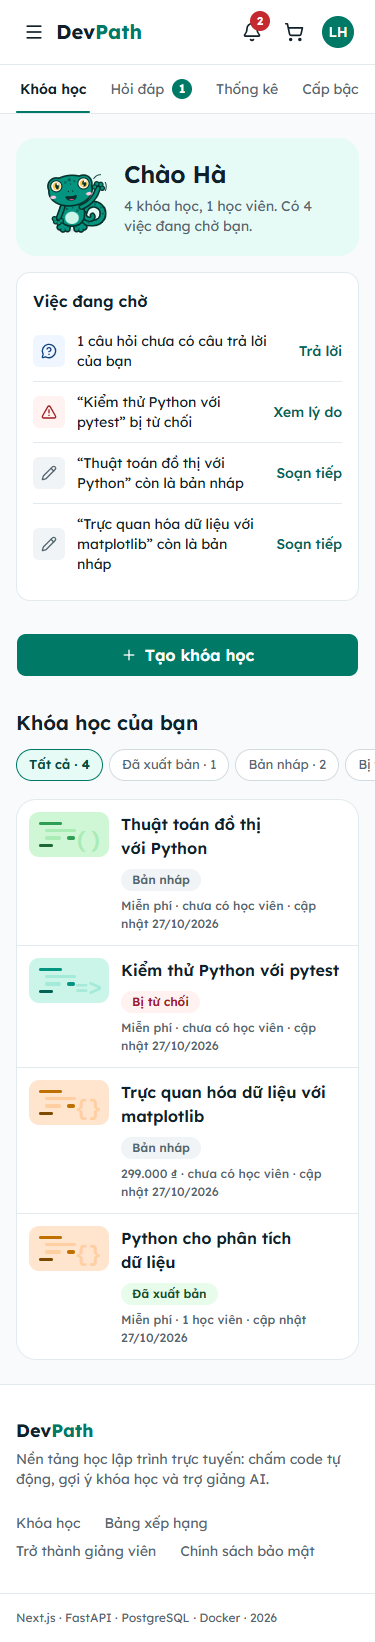 DevPath
2
LH
Khóa học
Hỏi đáp 1
Thống kê
Cấp bậc
Chào Hà
4 khóa học, 1 học viên. Có 4
việc đang chờ bạn.
Việc đang chờ
1 câu hỏi chưa có câu trả lời
của bạn
Trả lời
“Kiểm thử Python với
pytest” bị từ chối
Xem lý do
“Thuật toán đồ thị với
Python” còn là bản nháp
Soạn tiếp
“Trực quan hóa dữ liệu với
matplotlib” còn là bản
nháp
Soạn tiếp
+ Tạo khóa học
Khóa học của bạn
Tất cả · 4
Đã xuất bản · 1
Bản nháp · 2
Bị
()
Thuật toán đồ thị
với Python
Bản nháp
Miễn phí · chưa có học viên · cập
nhật 27/10/2026
=>
Kiểm thử Python với pytest
Bị từ chối
Miễn phí · chưa có học viên · cập
nhật 27/10/2026
{}
Trực quan hóa dữ liệu với
matplotlib
Bản nháp
299.000 ₫ · chưa có học viên · cập
nhật 27/10/2026
{}
Python cho phân tích
dữ liệu
Đã xuất bản
Miễn phí · 1 học viên · cập nhật
27/10/2026
DevPath
Nền tảng học lập trình trực tuyến: chấm code tự
động, gợi ý khóa học và trợ giảng AI.
Khóa học
Bảng xếp hạng
Trở thành giảng viên
Chính sách bảo mật
Next.js · FastAPI · PostgreSQL · Docker · 2026